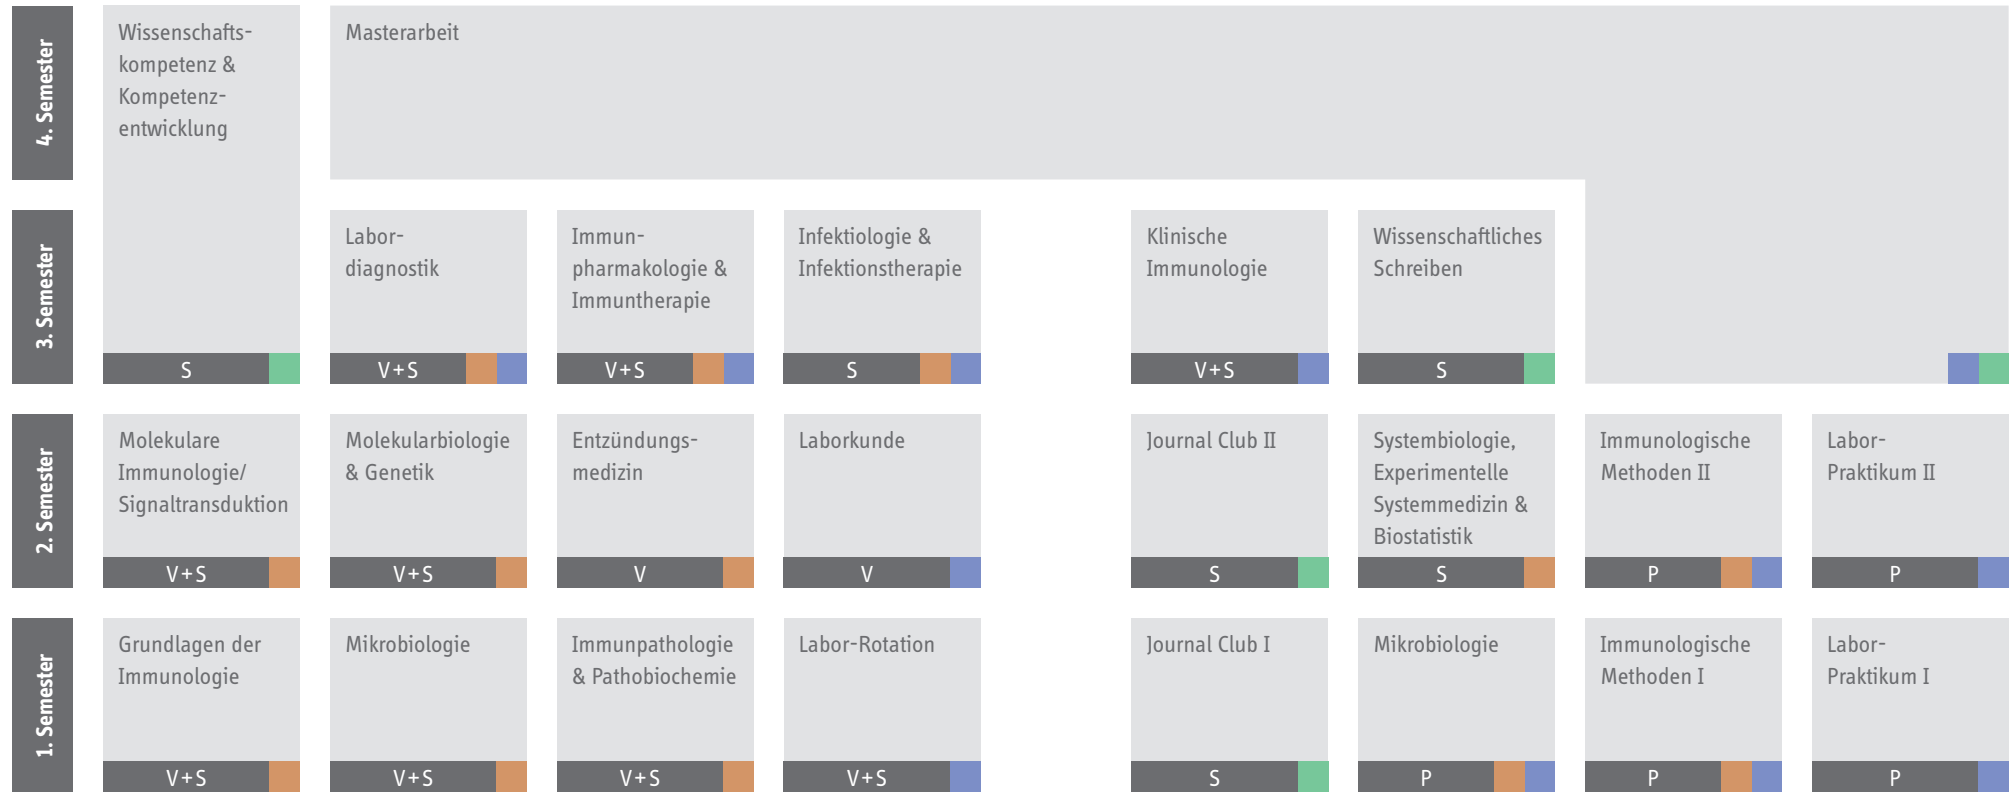 4. Semester
Wissenschafts-
kompetenz &
Kompetenz-
entwicklung
S
Masterarbeit
3. Semester
Labor-
diagnostik
V+S
Immun-
pharmakologie &
Immuntherapie
V+S
Infektiologie &
Infektionstherapie
S
Klinische
Immunologie
V+S
Wissenschaftliches
Schreiben
S
2. Semester
Molekulare
Immunologie/
Signaltransduktion
V+S
Molekularbiologie
& Genetik
V+S
Entzündungs-
medizin
V
Laborkunde
V
Journal Club II
S
Systembiologie,
Experimentelle
Systemmedizin &
Biostatistik
S
Immunologische
Methoden II
P
Labor-
Praktikum II
P
1. Semester
Grundlagen der
Immunologie
V+S
Mikrobiologie
V+S
Immunpathologie
& Pathobiochemie
V+S
Labor-Rotation
V+S
Journal Club I
S
Mikrobiologie
P
Immunologische
Methoden I
P
Labor-
Praktikum I
P